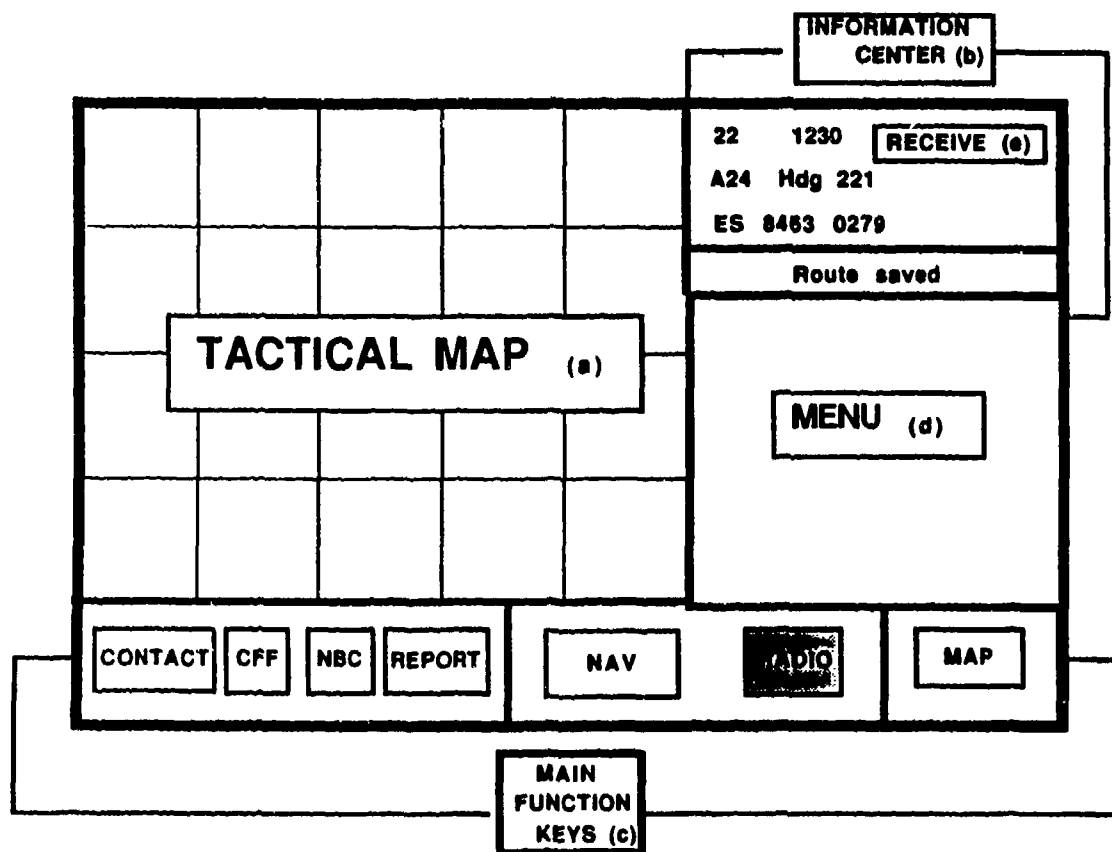 INFORMATION
CENTER (b)
22 1230 RECEIVE (e)
A24 Hdg 221
ES 8463 0279
Route saved
TACTICAL MAP (a)
MENU (d)
CONTACT CFF NBC REPORT NAV RADIO MAP
MAIN
FUNCTION
KEYS (c)